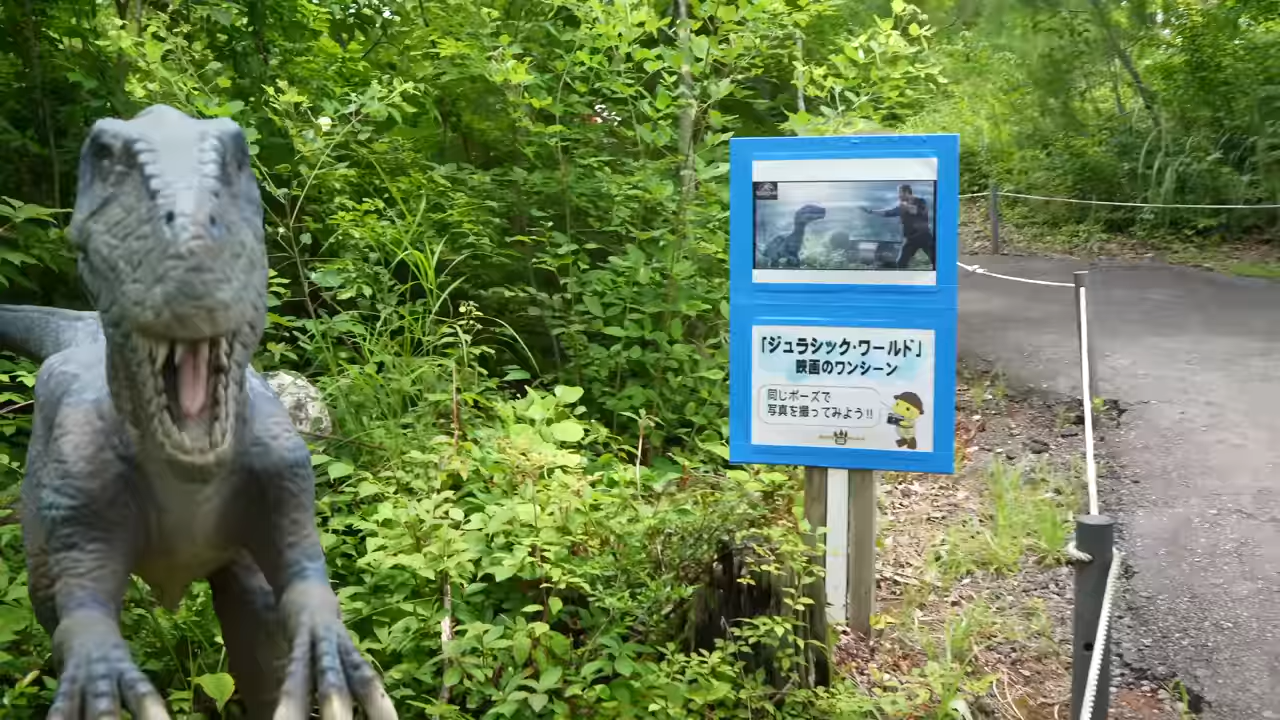 「ジュラシック・ワールド」
映画のワンシーン
同じポーズで
写真を撮ってみよう!!